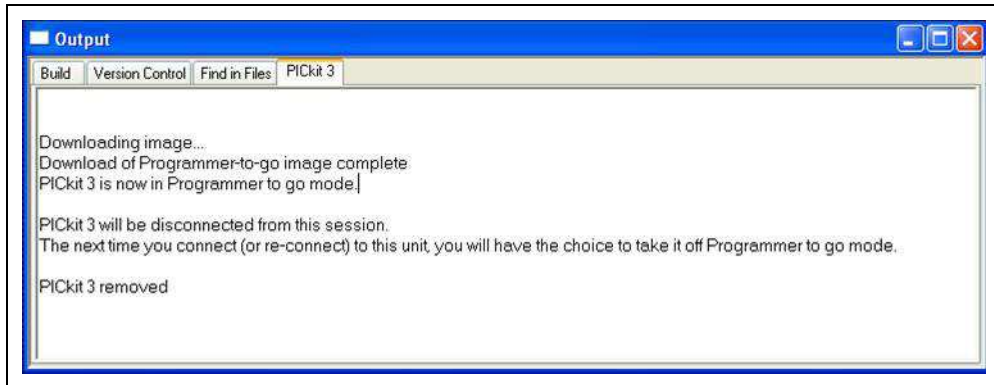 Output
Build Version Control Find in Files PICkit 3
Downloading image...
Download of Programmer-to-go image complete
PICkit 3 is now in Programmer to go mode.
PICkit 3 will be disconnected from this session.
The next time you connect (or re-connect) to this unit, you will have the choice to take it off Programmer to go mode.
PICkit 3 removed